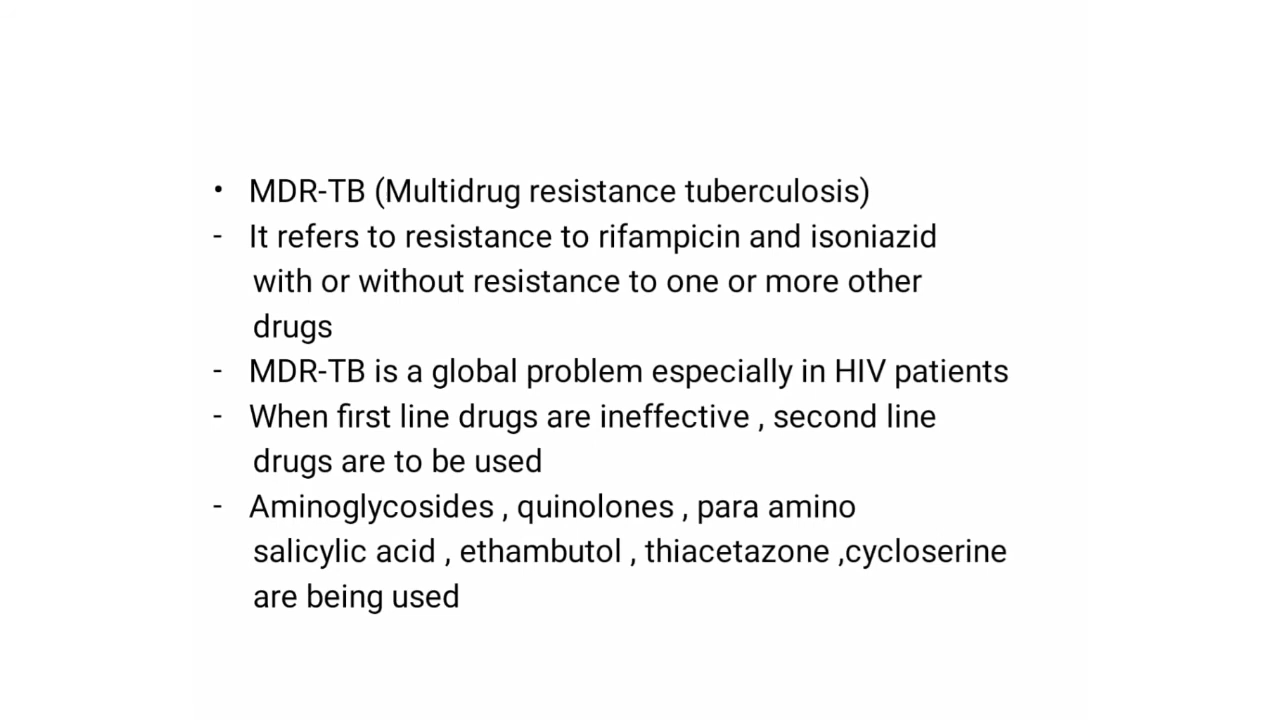 • MDR-TB (Multidrug resistance tuberculosis)
- It refers to resistance to rifampicin and isoniazid
with or without resistance to one or more other
drugs
- MDR-TB is a global problem especially in HIV patients
- When first line drugs are ineffective , second line
drugs are to be used
- Aminoglycosides , quinolones , para amino
salicylic acid , ethambutol , thiacetazone ,cycloserine
are being used